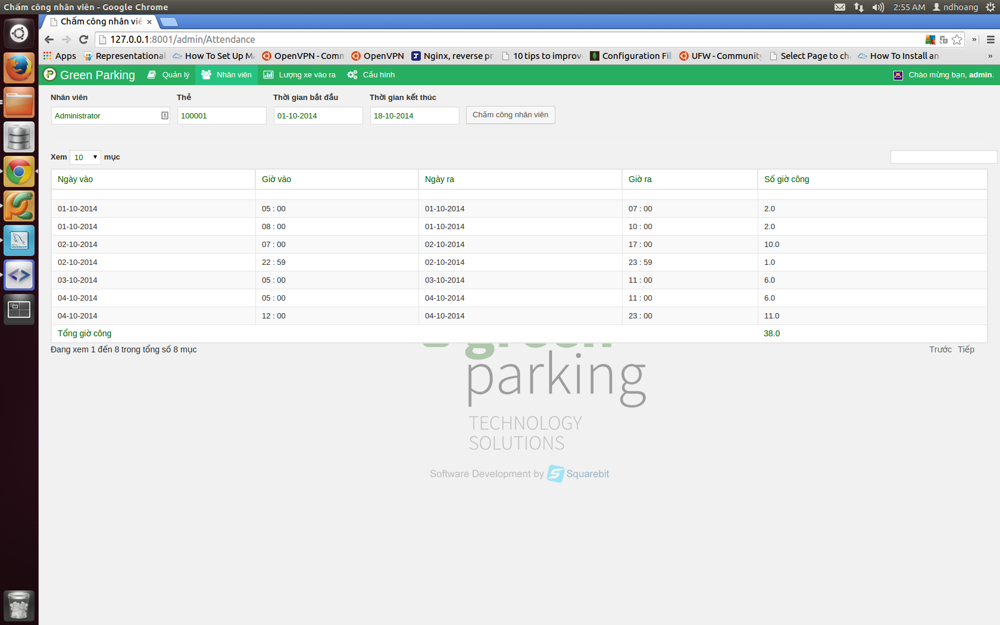 Chấm công nhân viên - Google Chrome
2:55 AM ndhoang
Chấm công nhân viê ×
127.0.0.1:8001/admin/Attendance
Apps Representational How To Set Up Ma OpenVPN - Comm OpenVPN Nginx, reverse pr 10 tips to improv Configuration Fil UFW - Community Select Page to ch How To Install an »
Green Parking Quản lý Nhân viên Lượng xe vào ra Cấu hình Chào mừng bạn, admin.
Nhân viên Thẻ Thời gian bắt đầu Thời gian kết thúc
Administrator 100001 01-10-2014 18-10-2014 Chấm công nhân viên
Xem 10 mục
Ngày vào Giờ vào Ngày ra Giờ ra Số giờ công
01-10-2014 05 : 00 01-10-2014 07 : 00 2.0
01-10-2014 08 : 00 01-10-2014 10 : 00 2.0
02-10-2014 07 : 00 02-10-2014 17 : 00 10.0
02-10-2014 22 : 59 02-10-2014 23 : 59 1.0
03-10-2014 05 : 00 03-10-2014 11 : 00 6.0
04-10-2014 05 : 00 04-10-2014 11 : 00 6.0
04-10-2014 12 : 00 04-10-2014 23 : 00 11.0
Tổng giờ công 38.0
Đang xem 1 đến 8 trong tổng số 8 mục Trước Tiếp
green
parking
TECHNOLOGY
SOLUTIONS
Software Development by Squarebit